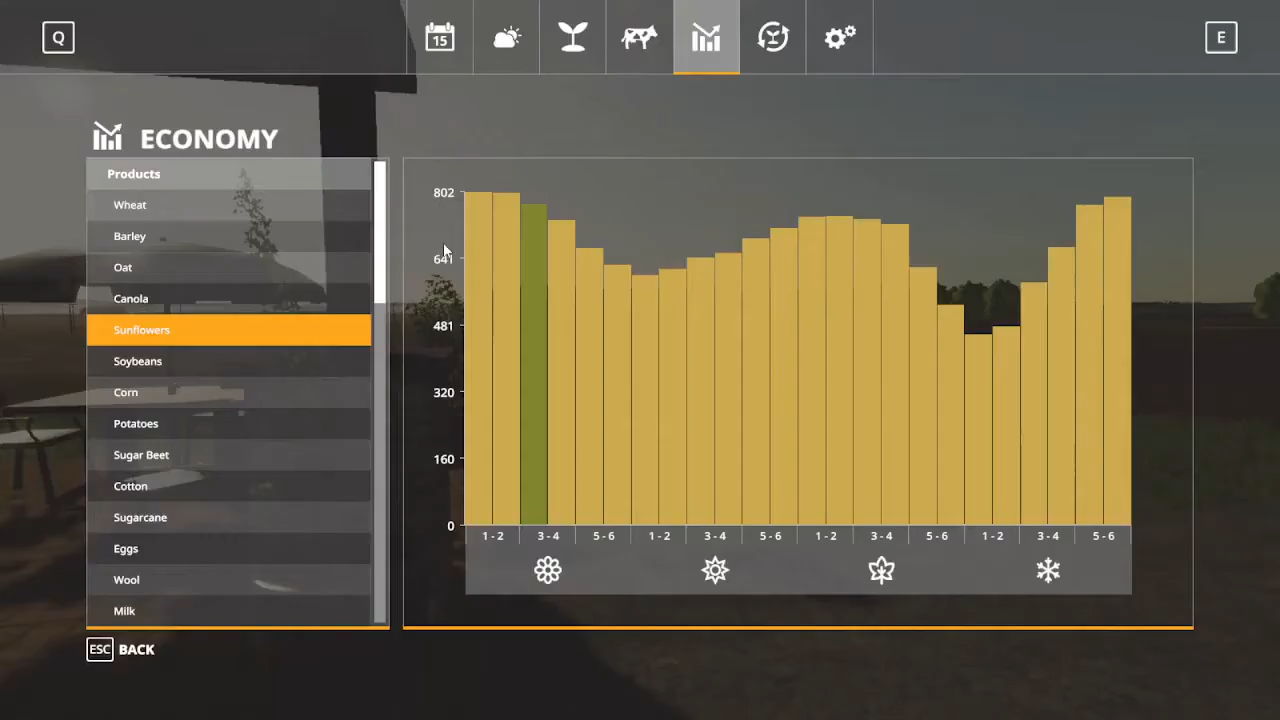 Q
15
E
ECONOMY
Products
Wheat
Barley
Oat
Canola
Sunflowers
Soybeans
Corn
Potatoes
Sugar Beet
Cotton
Sugarcane
Eggs
Wool
Milk
802
641
481
320
160
0
1 - 2 3 - 4 5 - 6 1 - 2 3 - 4 5 - 6 1 - 2 3 - 4 5 - 6 1 - 2 3 - 4 5 - 6
ESC BACK